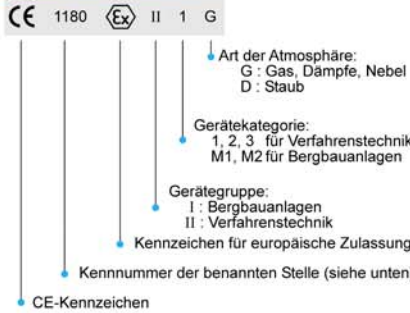 CE 1180 Ex II 1 G
Art der Atmosphäre:
G : Gas, Dämpfe, Nebel
D : Staub
Gerätekategorie:
1, 2, 3 für Verfahrenstechnik
M1, M2 für Bergbauanlagen
Gerätegruppe:
I : Bergbauanlagen
II : Verfahrenstechnik
Kennzeichen für europäische Zulassung
Kennnummer der benannten Stelle (siehe unten
CE-Kennzeichen